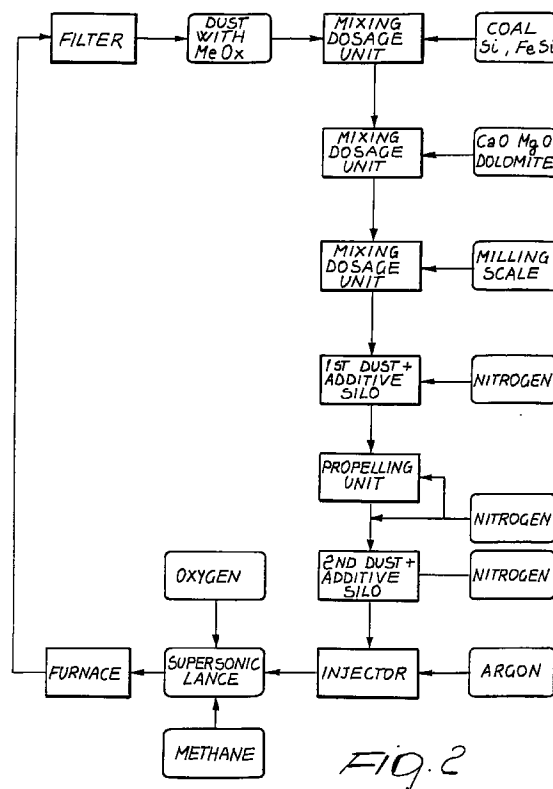 FILTER
DUST
WITH
MeOx
MIXING
DOSAGE
UNIT
COAL
Si, FeSi
MIXING
DOSAGE
UNIT
CaO MgO
DOLOMITE
MIXING
DOSAGE
UNIT
MILLING
SCALE
1ST DUST+
ADDITIVE
SILO
NITROGEN
PROPELLING
UNIT
NITROGEN
OXYGEN
2ND DUST+
ADDITIVE
SILO
NITROGEN
FURNACE
SUPERSONIC
LANCE
INJECTOR
ARGON
METHANE
Fig. 2